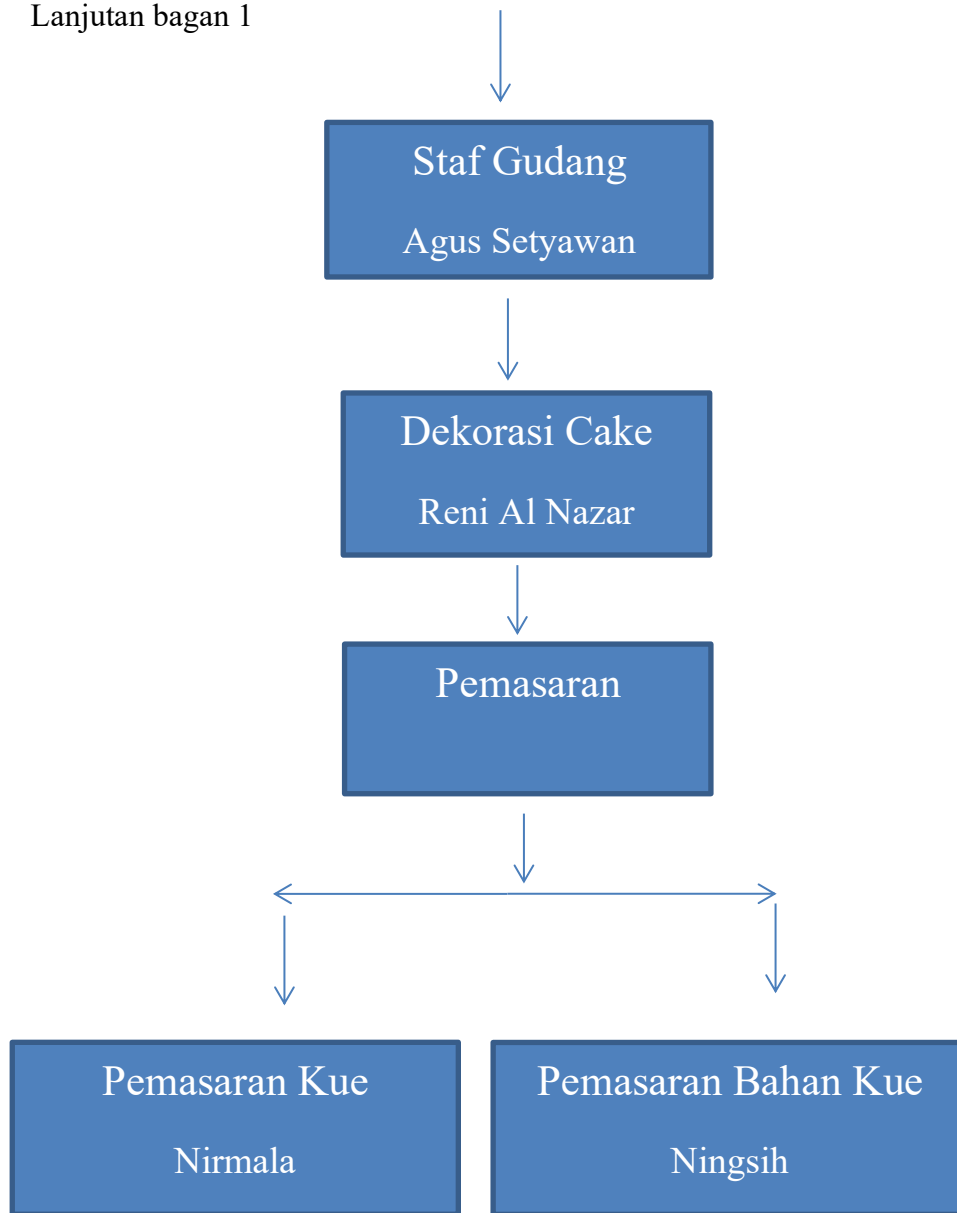 Lanjutan bagan 1
Staf Gudang
Agus Setyawan
Dekorasi Cake
Reni Al Nazar
Pemasaran
Pemasaran Kue
Nirmala
Pemasaran Bahan Kue
Ningsih